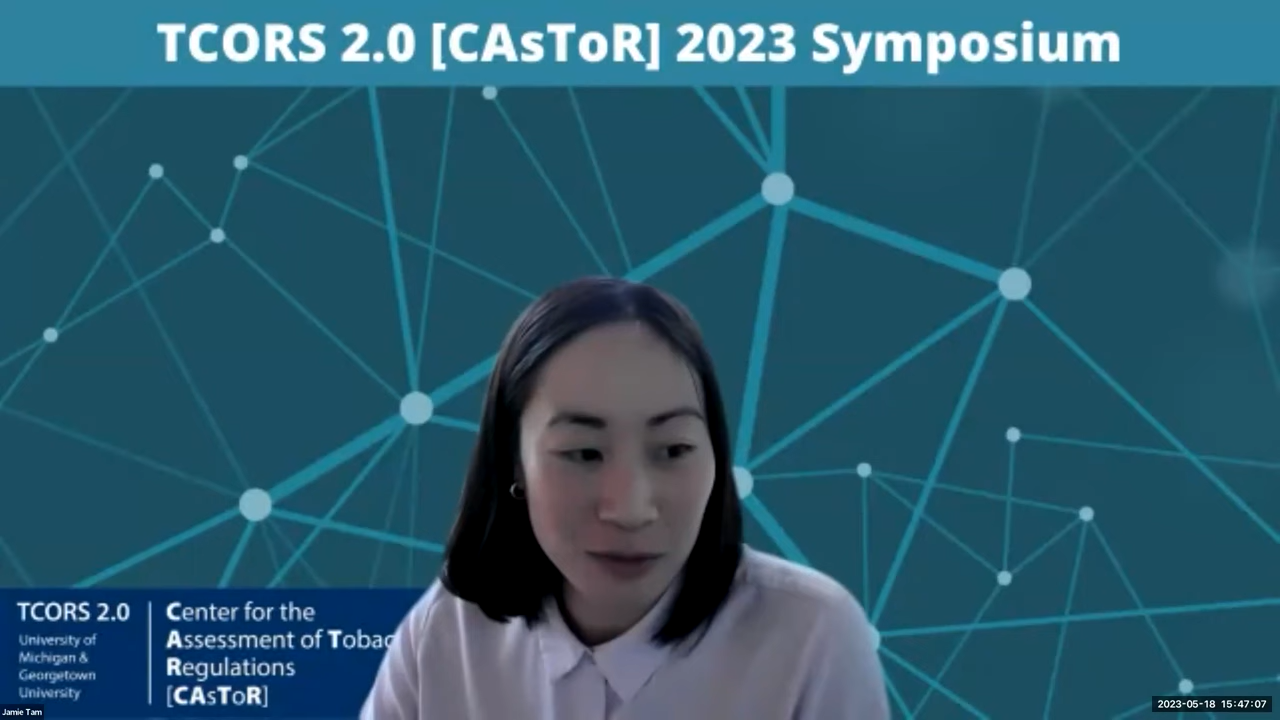 TCORS 2.0 [CAsToR] 2023 Symposium
TCORS 2.0
University of
Michigan &
Georgetown
University
Center for the
Assessment of
Regulations
[CAsToR]
Jamie Tam
2023-05-18 15:47:07